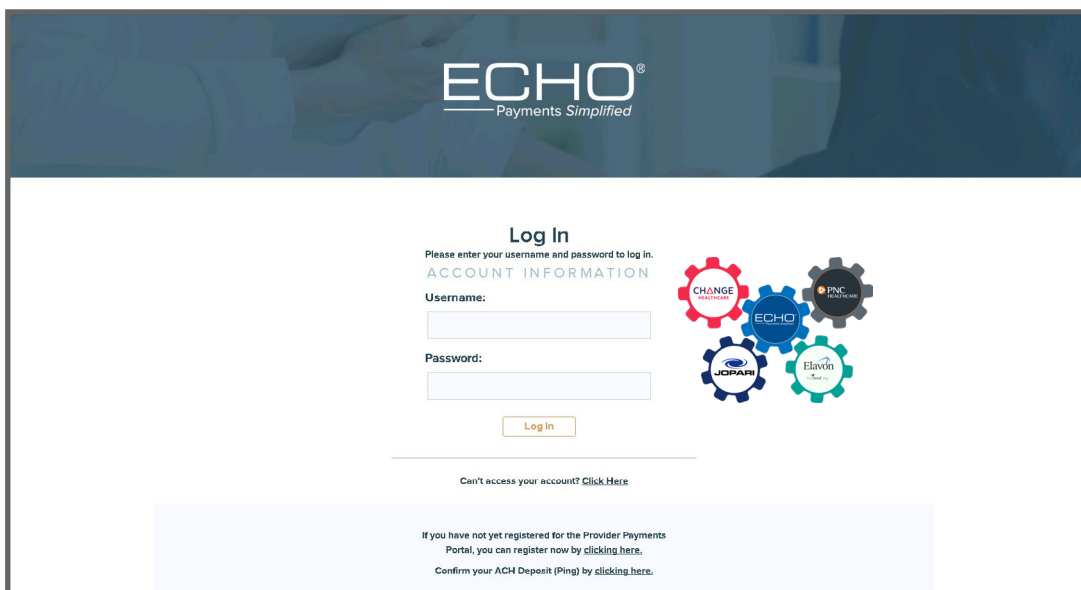 ECHO®
Payments Simplified
Log In
Please enter your username and password to log in.
ACCOUNT INFORMATION
Username:
Password:
Log In
CHANGE
HEALTHCARE
PNC
HEALTHCARE
ECHO
Payments Simplified
JOPARI
Elavon
Can't access your account? Click Here
If you have not yet registered for the Provider Payments
Portal, you can register now by clicking here.
Confirm your ACH Deposit (Ping) by clicking here.